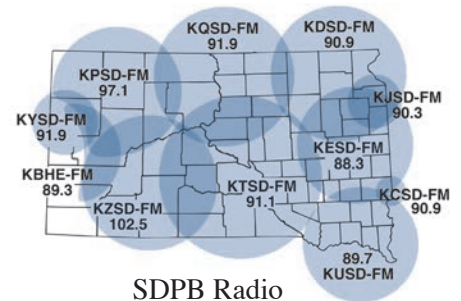 KQSD-FM
91.9
KDSD-FM
90.9
KPSD-FM
97.1
KJSD-FM
90.3
KYSD-FM
91.9
KESD-FM
88.3
KBHE-FM
89.3
KTSD-FM
91.1
KCSD-FM
90.9
KZSD-FM
102.5
89.7
KUSD-FM
SDPB Radio